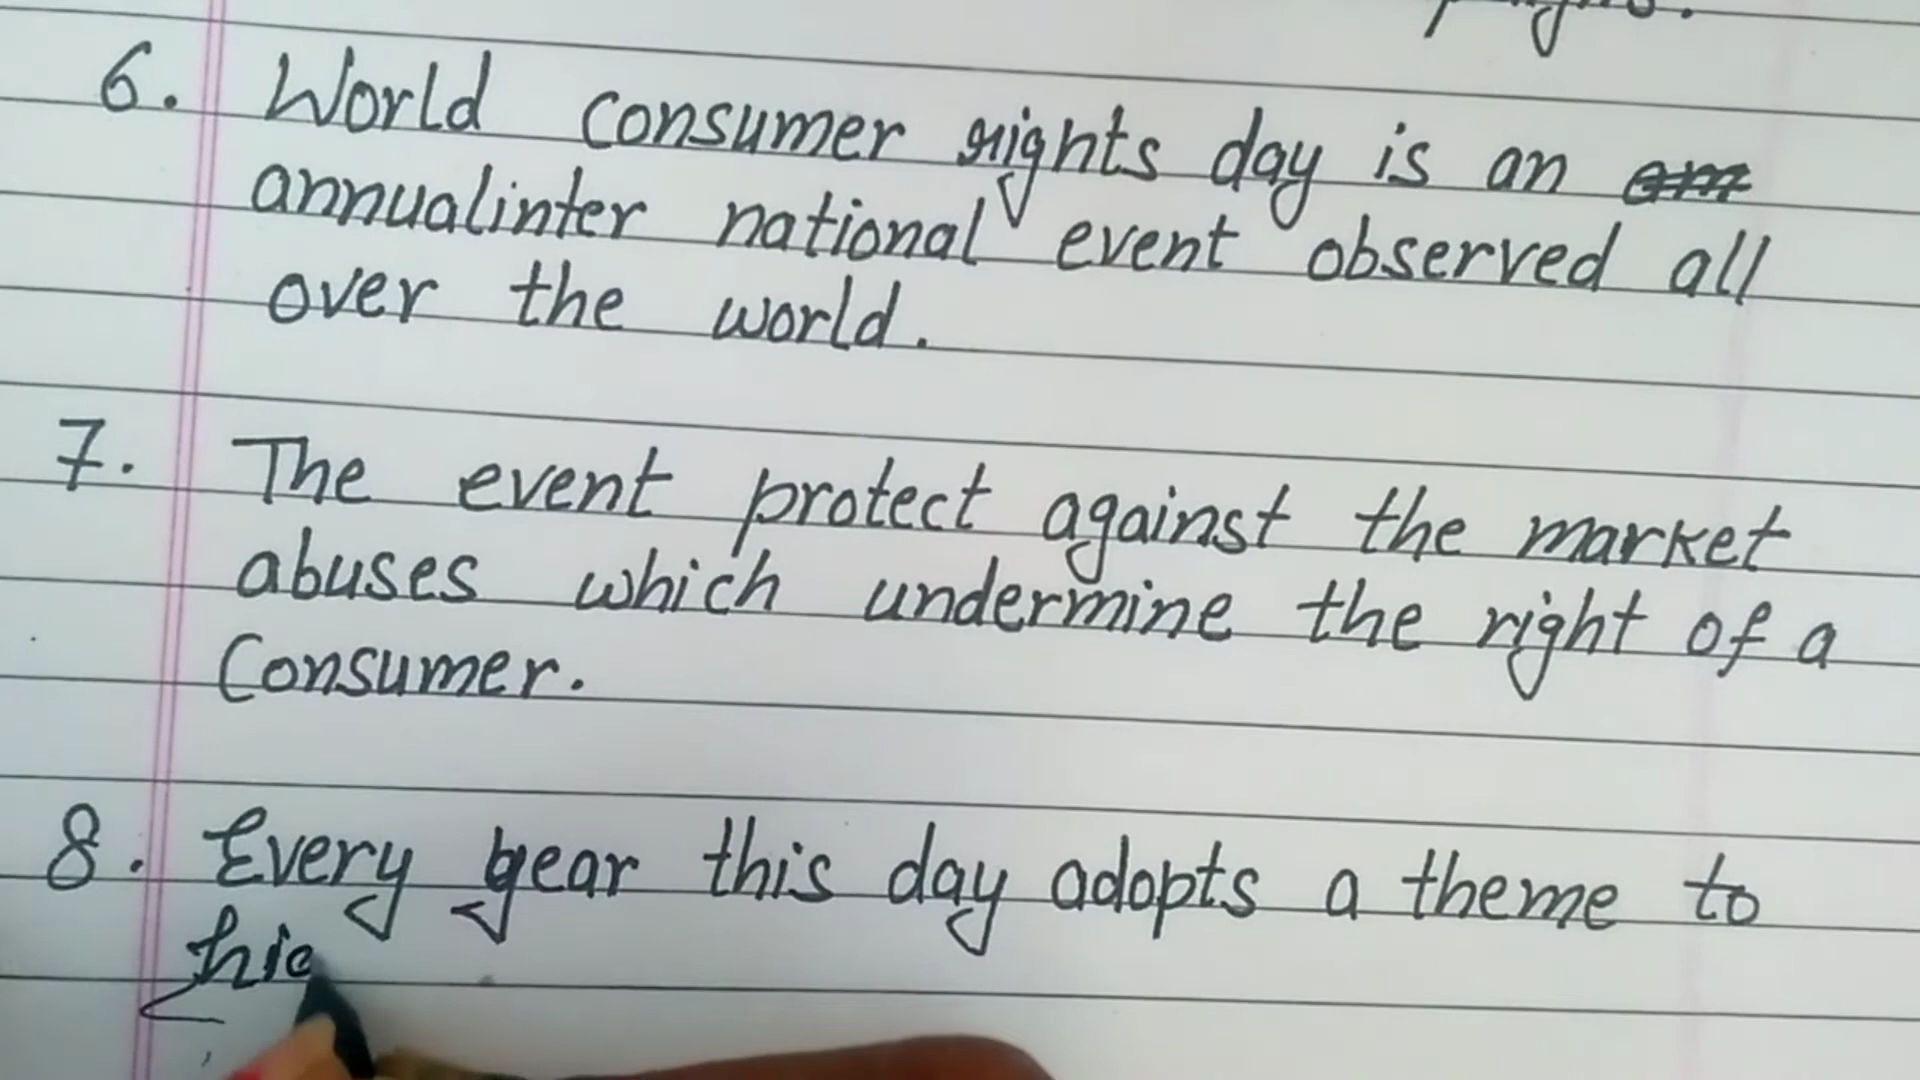 6. World consumer rights day is an
annualinter national event observed all
over the world.
7. The event protect against the market
abuses which undermine the right of a
Consumer.
8. Every year this day adopts a theme to